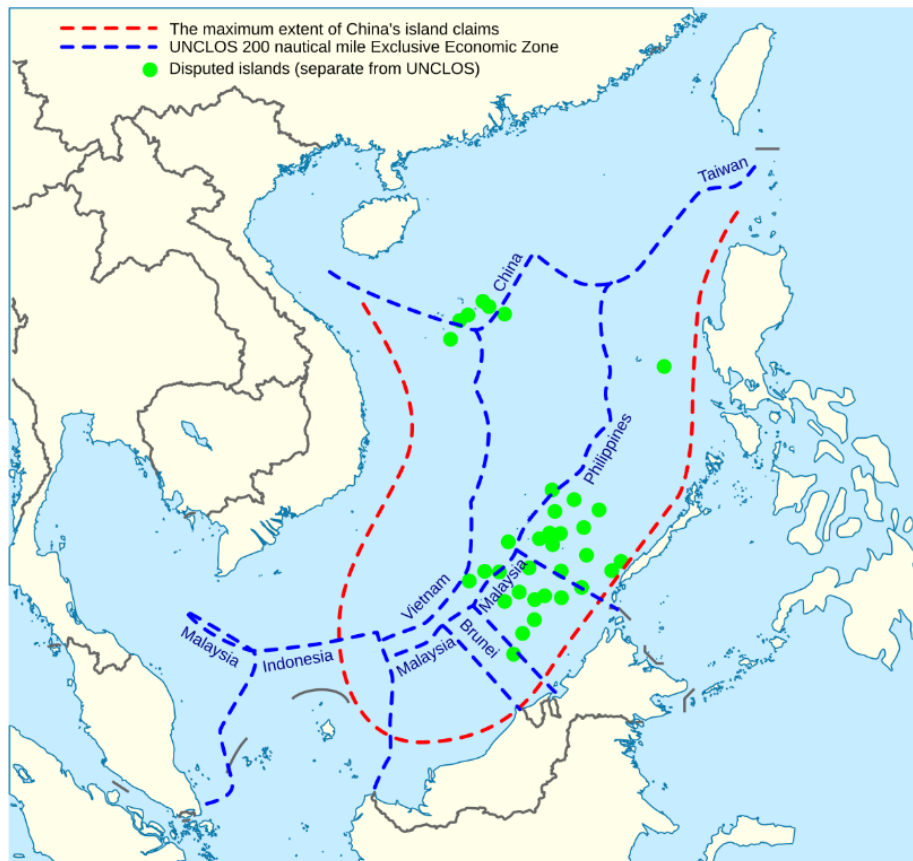 The maximum extent of China's island claims
UNCLOS 200 nautical mile Exclusive Economic Zone
Disputed islands (separate from UNCLOS)
Taiwan
China
Philippines
Malaysia
Vietnam
Brunei
Malaysia
Indonesia
Malaysia